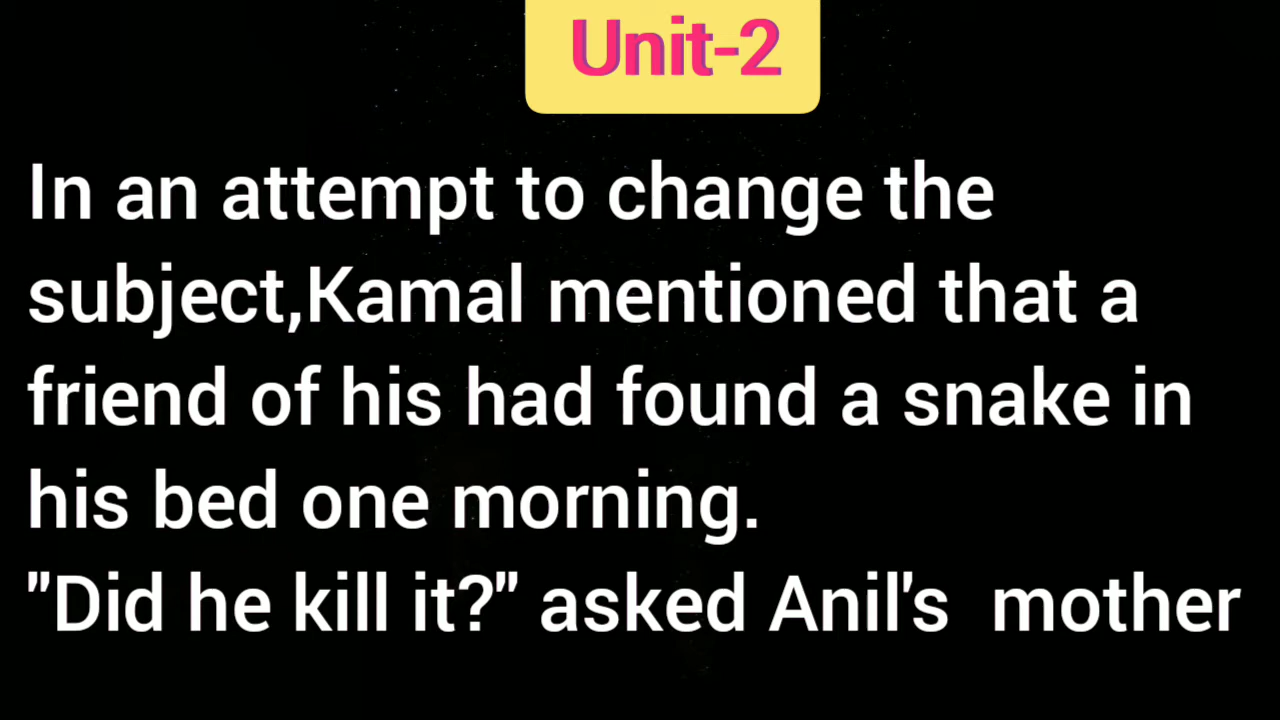 Unit-2
In an attempt to change the
subject,Kamal mentioned that a
friend of his had found a snake in
his bed one morning.
"Did he kill it?" asked Anil's  mother